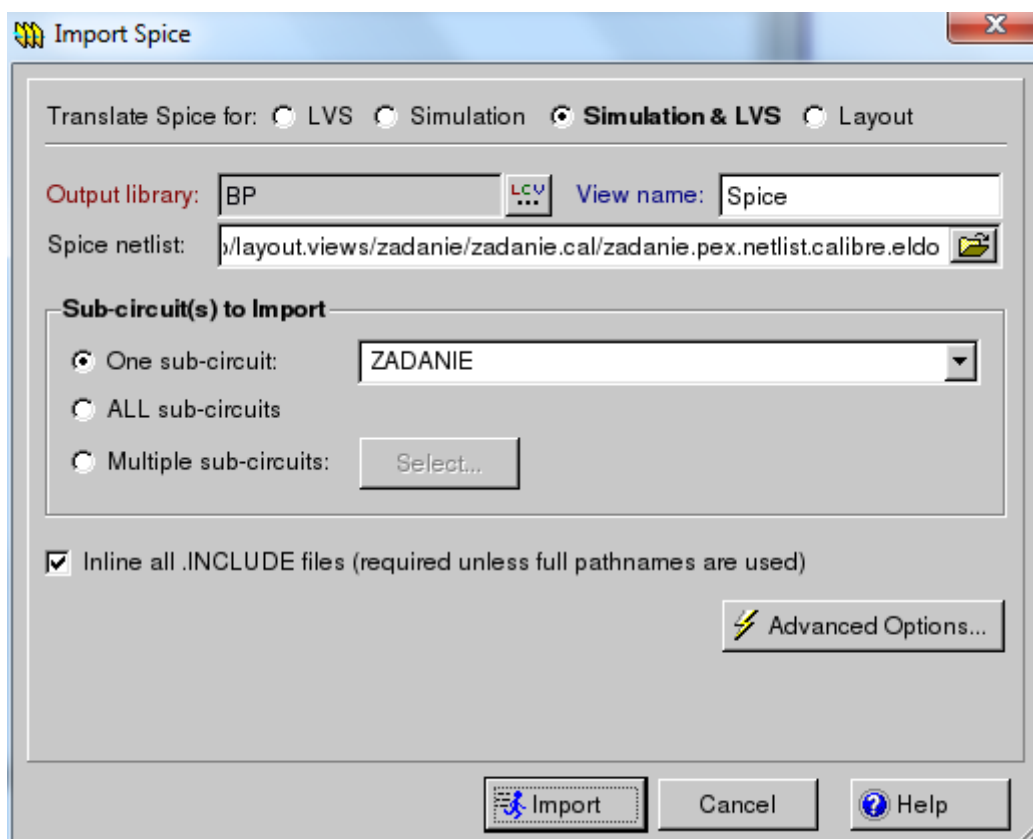 Import Spice
Translate Spice for: LVS Simulation Simulation & LVS Layout
Output library: BP LCV View name: Spice
Spice netlist: /layout.views/zadanie/zadanie.cal/zadanie.pex.netlist.calibre.eldo
Sub-circuit(s) to Import
One sub-circuit: ZADANIE
ALL sub-circuits
Multiple sub-circuits: Select...
Inline all .INCLUDE files (required unless full pathnames are used)
Advanced Options...
Import Cancel Help